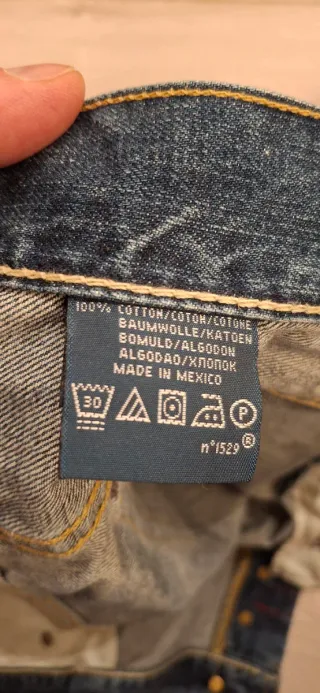 100% COTTON/COTON/COTONE
BAUMWOLLE/KATOEN
BOMULD/ALGODON
ALGODAO/ХЛОПОК
MADE IN MEXICO
30 P
n°1529 ®